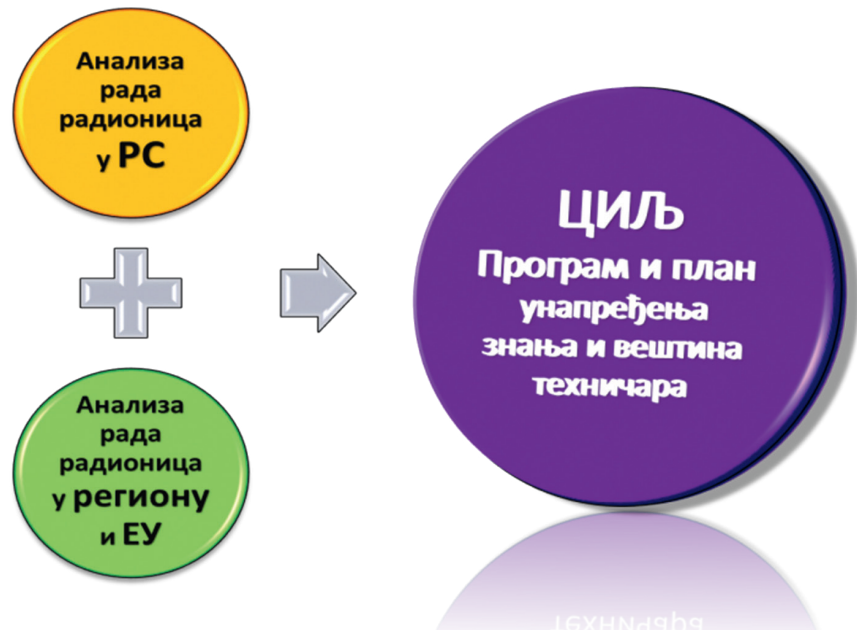 Анализа
рада
радионица
у РС
Анализа
рада
радионица
у региону
и ЕУ
ЦИЉ
Програм и план
унапређења
знања и вештина
техничара